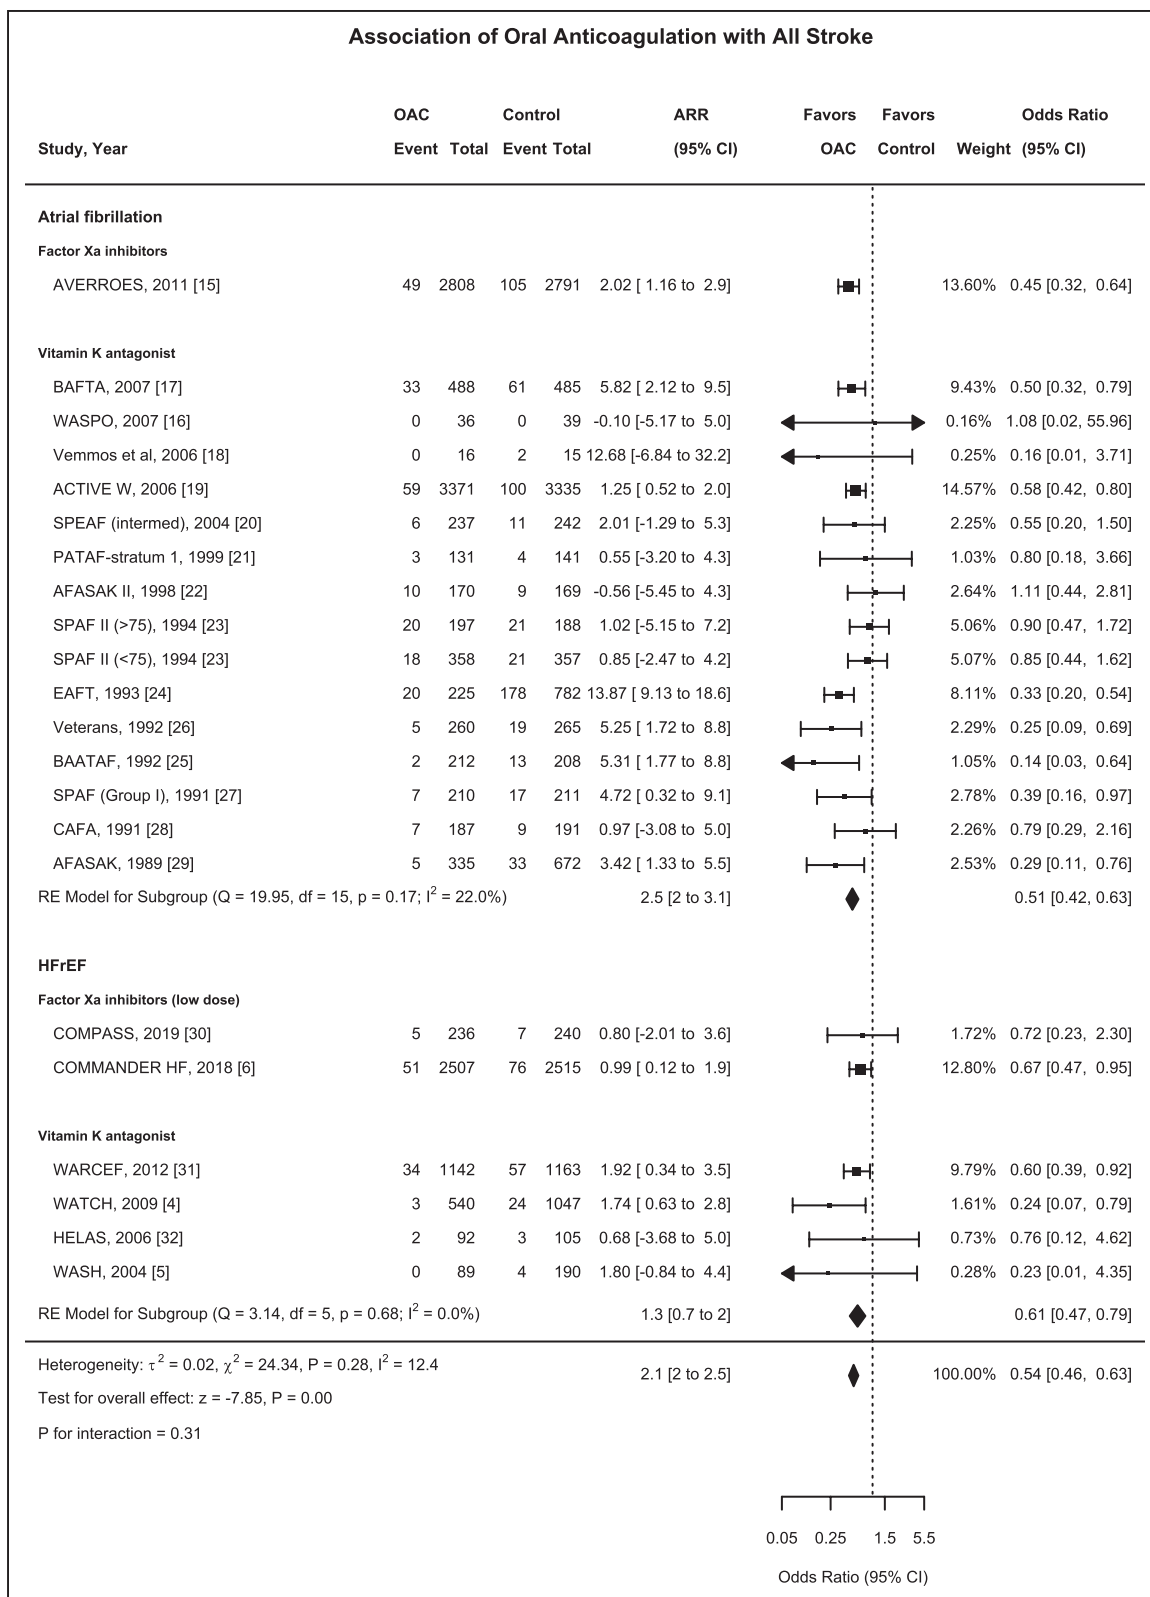 Association of Oral Anticoagulation with All Stroke
OAC Control ARR Favors Favors Odds Ratio
Study, Year Event Total Event Total (95% CI) OAC Control Weight (95% CI)
Atrial fibrillation
Factor Xa inhibitors
AVERROES, 2011 [15] 49 2808 105 2791 2.02 [ 1.16 to 2.9] 13.60% 0.45 [0.32, 0.64]
Vitamin K antagonist
BAFTA, 2007 [17] 33 488 61 485 5.82 [ 2.12 to 9.5] 9.43% 0.50 [0.32, 0.79]
WASPO, 2007 [16] 0 36 0 39 -0.10 [-5.17 to 5.0] 0.16% 1.08 [0.02, 55.96]
Vemmos et al, 2006 [18] 0 16 2 15 12.68 [-6.84 to 32.2] 0.25% 0.16 [0.01, 3.71]
ACTIVE W, 2006 [19] 59 3371 100 3335 1.25 [ 0.52 to 2.0] 14.57% 0.58 [0.42, 0.80]
SPEAF (intermed), 2004 [20] 6 237 11 242 2.01 [-1.29 to 5.3] 2.25% 0.55 [0.20, 1.50]
PATAF-stratum 1, 1999 [21] 3 131 4 141 0.55 [-3.20 to 4.3] 1.03% 0.80 [0.18, 3.66]
AFASAK II, 1998 [22] 10 170 9 169 -0.56 [-5.45 to 4.3] 2.64% 1.11 [0.44, 2.81]
SPAF II (>75), 1994 [23] 20 197 21 188 1.02 [-5.15 to 7.2] 5.06% 0.90 [0.47, 1.72]
SPAF II (<75), 1994 [23] 18 358 21 357 0.85 [-2.47 to 4.2] 5.07% 0.85 [0.44, 1.62]
EAFT, 1993 [24] 20 225 178 782 13.87 [ 9.13 to 18.6] 8.11% 0.33 [0.20, 0.54]
Veterans, 1992 [26] 5 260 19 265 5.25 [ 1.72 to 8.8] 2.29% 0.25 [0.09, 0.69]
BAATAF, 1992 [25] 2 212 13 208 5.31 [ 1.77 to 8.8] 1.05% 0.14 [0.03, 0.64]
SPAF (Group I), 1991 [27] 7 210 17 211 4.72 [ 0.32 to 9.1] 2.78% 0.39 [0.16, 0.97]
CAFA, 1991 [28] 7 187 9 191 0.97 [-3.08 to 5.0] 2.26% 0.79 [0.29, 2.16]
AFASAK, 1989 [29] 5 335 33 672 3.42 [ 1.33 to 5.5] 2.53% 0.29 [0.11, 0.76]
RE Model for Subgroup (Q = 19.95, df = 15, p = 0.17; I² = 22.0%) 2.5 [2 to 3.1] 0.51 [0.42, 0.63]
HFrEF
Factor Xa inhibitors (low dose)
COMPASS, 2019 [30] 5 236 7 240 0.80 [-2.01 to 3.6] 1.72% 0.72 [0.23, 2.30]
COMMANDER HF, 2018 [6] 51 2507 76 2515 0.99 [ 0.12 to 1.9] 12.80% 0.67 [0.47, 0.95]
Vitamin K antagonist
WARCEF, 2012 [31] 34 1142 57 1163 1.92 [ 0.34 to 3.5] 9.79% 0.60 [0.39, 0.92]
WATCH, 2009 [4] 3 540 24 1047 1.74 [ 0.63 to 2.8] 1.61% 0.24 [0.07, 0.79]
HELAS, 2006 [32] 2 92 3 105 0.68 [-3.68 to 5.0] 0.73% 0.76 [0.12, 4.62]
WASH, 2004 [5] 0 89 4 190 1.80 [-0.84 to 4.4] 0.28% 0.23 [0.01, 4.35]
RE Model for Subgroup (Q = 3.14, df = 5, p = 0.68; I² = 0.0%) 1.3 [0.7 to 2] 0.61 [0.47, 0.79]
Heterogeneity: τ² = 0.02, χ² = 24.34, P = 0.28, I² = 12.4 2.1 [2 to 2.5] 100.00% 0.54 [0.46, 0.63]
Test for overall effect: z = -7.85, P = 0.00
P for interaction = 0.31
0.05 0.25 1.5 5.5
Odds Ratio (95% CI)